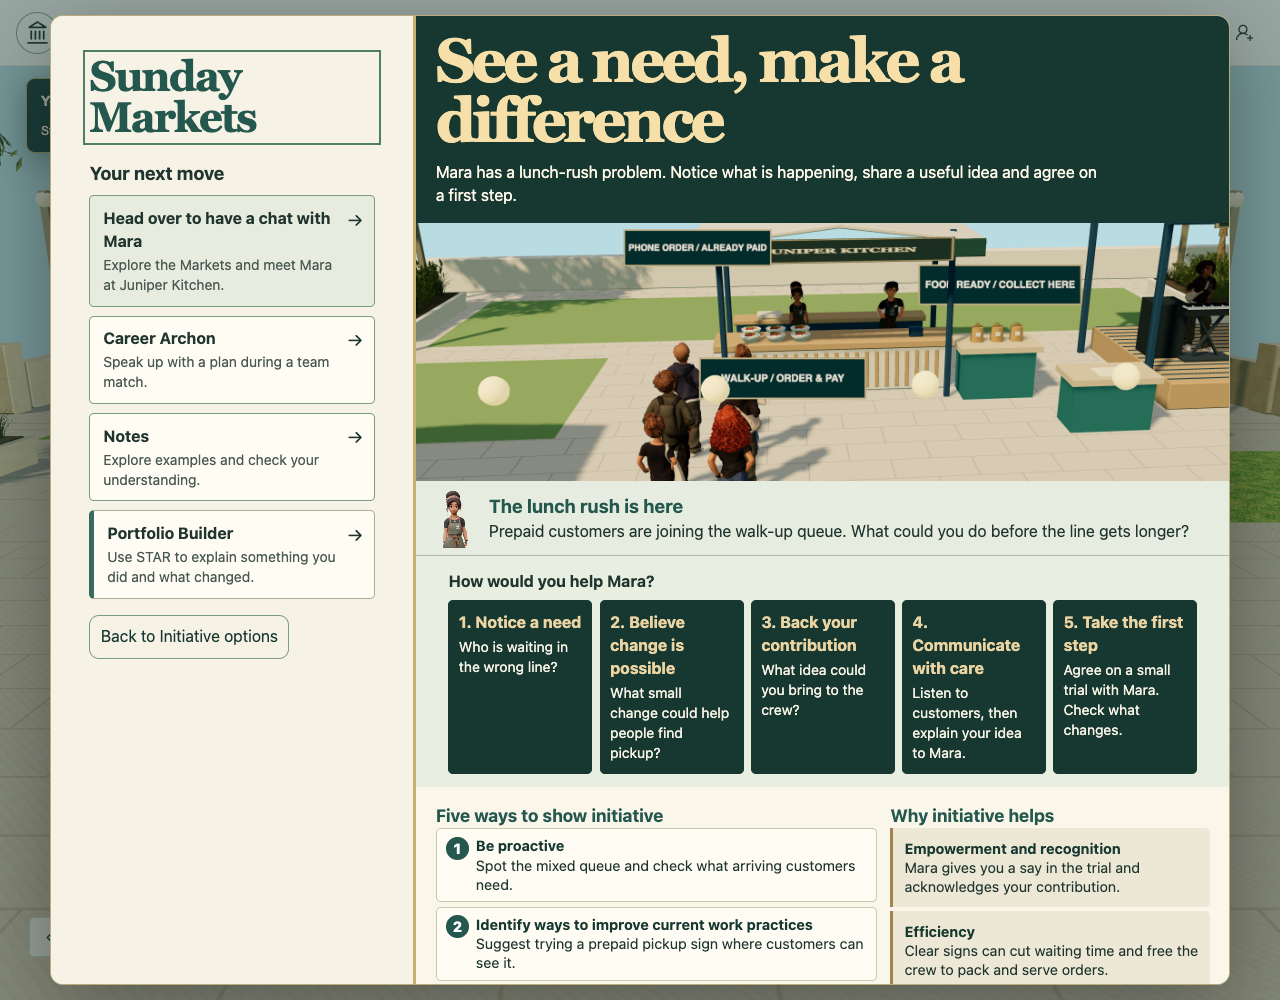 Sunday
Markets
Your next move
Head over to have a chat with
Mara
Explore the Markets and meet Mara
at Juniper Kitchen.
Career Archon
Speak up with a plan during a team
match.
Notes
Explore examples and check your
understanding.
Portfolio Builder
Use STAR to explain something you
did and what changed.
Back to Initiative options
See a need, make a
difference
Mara has a lunch-rush problem. Notice what is happening, share a useful idea and agree on
a first step.
PHONE ORDER / ALREADY PAID
UNIPER KITCHEN
FOOD READY / COLLECT HERE
WALK-UP / ORDER & PAY
The lunch rush is here
Prepaid customers are joining the walk-up queue. What could you do before the line gets longer?
How would you help Mara?
1. Notice a need
Who is waiting in
the wrong line?
2. Believe
change is
possible
What small
change could help
people find
pickup?
3. Back your
contribution
What idea could
you bring to the
crew?
4.
Communicate
with care
Listen to
customers, then
explain your idea
to Mara.
5. Take the first
step
Agree on a small
trial with Mara.
Check what
changes.
Five ways to show initiative
1 Be proactive
Spot the mixed queue and check what arriving customers
need.
2 Identify ways to improve current work practices
Suggest trying a prepaid pickup sign where customers can
see it.
Why initiative helps
Empowerment and recognition
Mara gives you a say in the trial and
acknowledges your contribution.
Efficiency
Clear signs can cut waiting time and free the
crew to pack and serve orders.